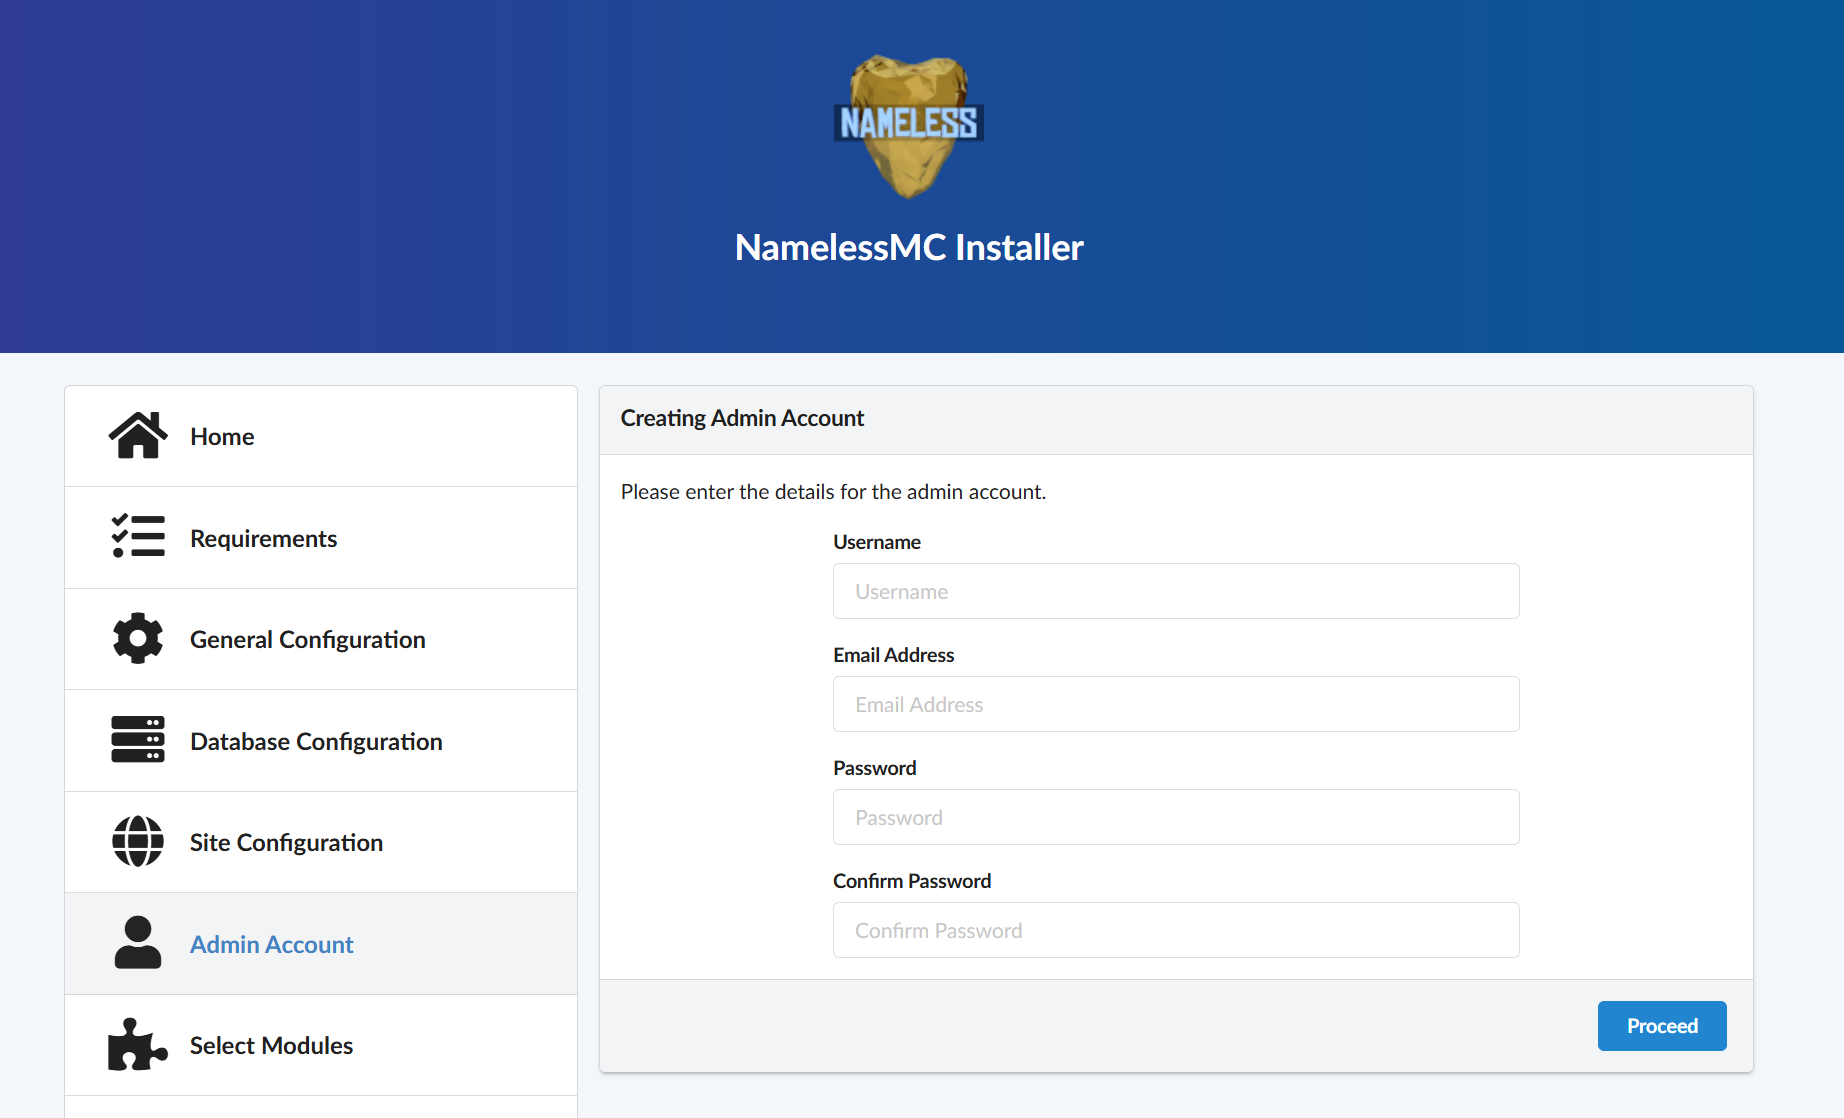 NAMELESS
NamelessMC Installer
Home
Requirements
General Configuration
Database Configuration
Site Configuration
Admin Account
Select Modules
Creating Admin Account
Please enter the details for the admin account.
Username
Username
Email Address
Email Address
Password
Password
Confirm Password
Confirm Password
Proceed